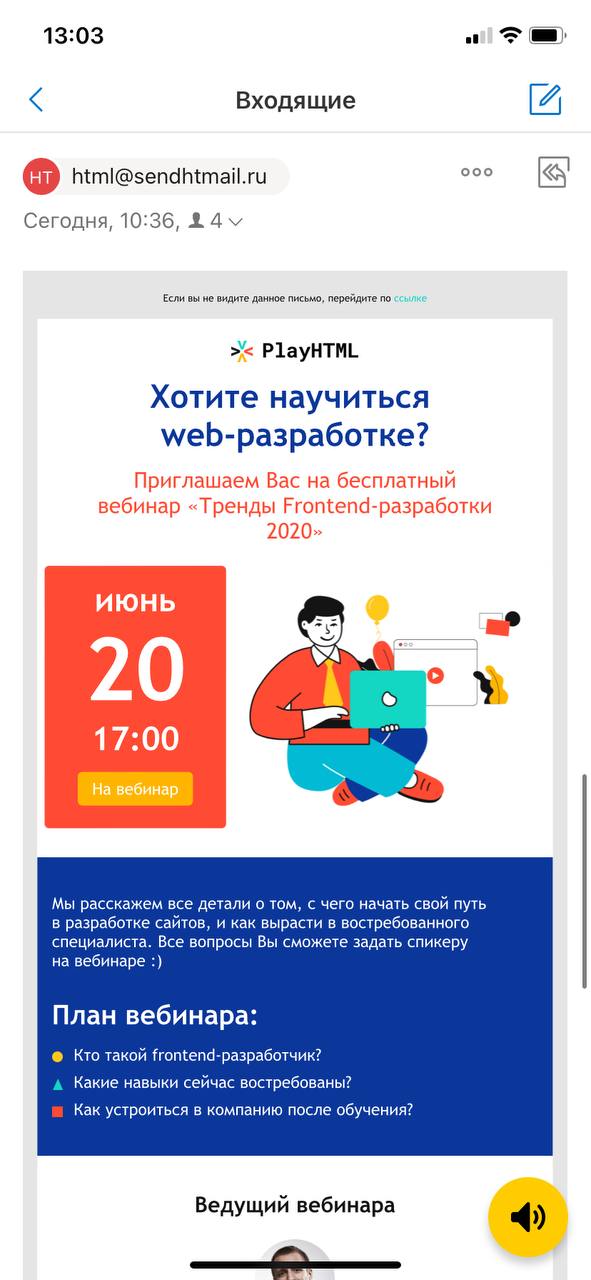 13:03
Входящие
НТ html@sendhtmail.ru
Сегодня, 10:36, 4
Если вы не видите данное письмо, перейдите по ссылке
PlayHTML
Хотите научиться
web-разработке?
Приглашаем Вас на бесплатный
вебинар «Тренды Frontend-разработки
2020»
ИЮНЬ
20
17:00
На вебинар
Мы расскажем все детали о том, с чего начать свой путь
в разработке сайтов, и как вырасти в востребованного
специалиста. Все вопросы Вы сможете задать спикеру
на вебинаре :)
План вебинара:
Кто такой frontend-разработчик?
Какие навыки сейчас востребованы?
Как устроиться в компанию после обучения?
Ведущий вебинара